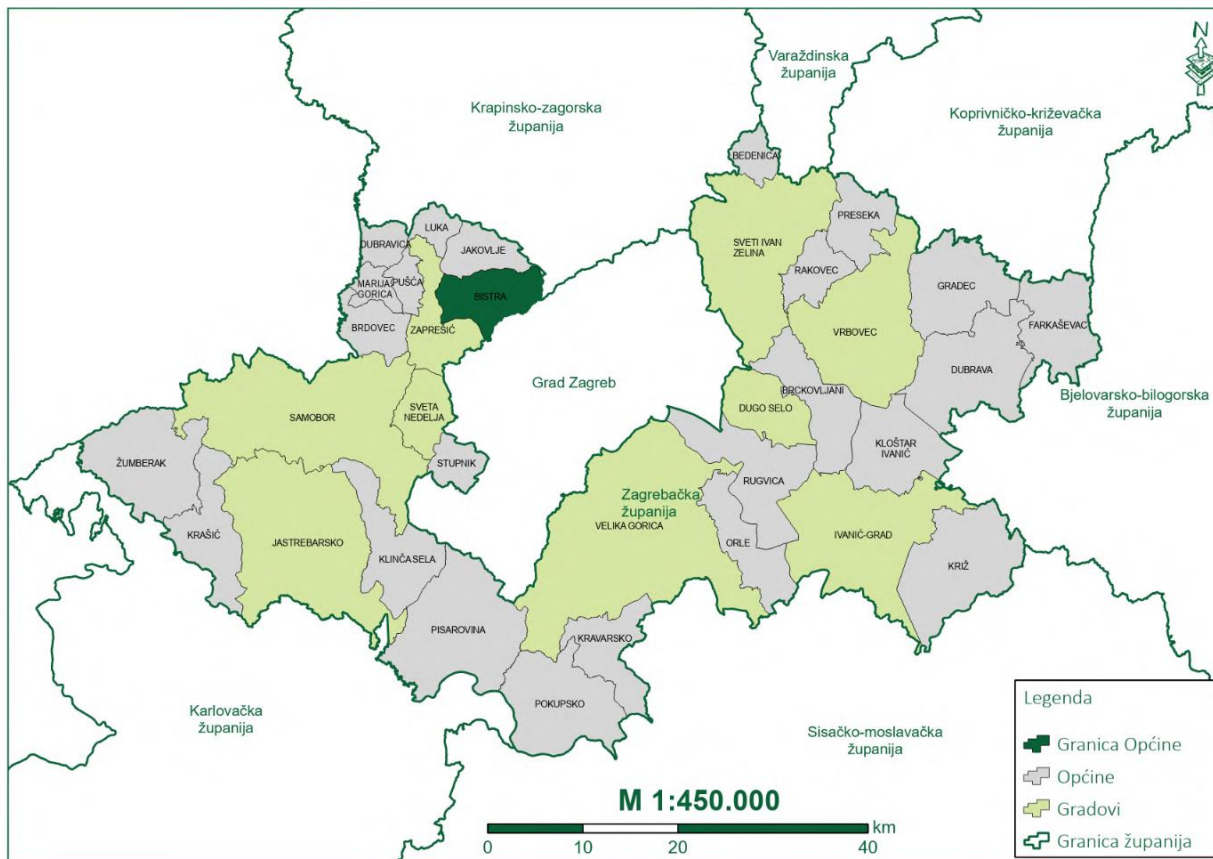 N
Varaždinska
županija
Krapinsko-zagorska
županija
Koprivničko-križevačka
županija
BEDENICA
LUKA
DUBRAVICA
JAKOVLJE
PRESEKA
SVETI IVAN
ZELINA
RAKOVEC
MARIJA
GORICA
PUŠĆA
BISTRA
GRADEC
BRDOVEC
ZAPREŠIĆ
VRBOVEC
FARKAŠEVAC
DUBRAVA
Grad Zagreb
BRCKOVLJANI
Bjelovarsko-bilogorska
županija
SAMOBOR
SVETA
NEDELJA
DUGO SELO
KLOŠTAR
IVANIĆ
ŽUMBERAK
STUPNIK
RUGVICA
Zagrebačka
županija
VELIKA GORICA
KRAŠIĆ
JASTREBARSKO
KLINČA SELA
ORLE
IVANIĆ-GRAD
KRIŽ
PISAROVINA
KRAVARSKO
POKUPSKO
Karlovačka
županija
Sisačko-moslavačka
županija
Legenda
Granica Općine
Općine
Gradovi
Granica županija
M 1:450.000
km
0 10 20 40